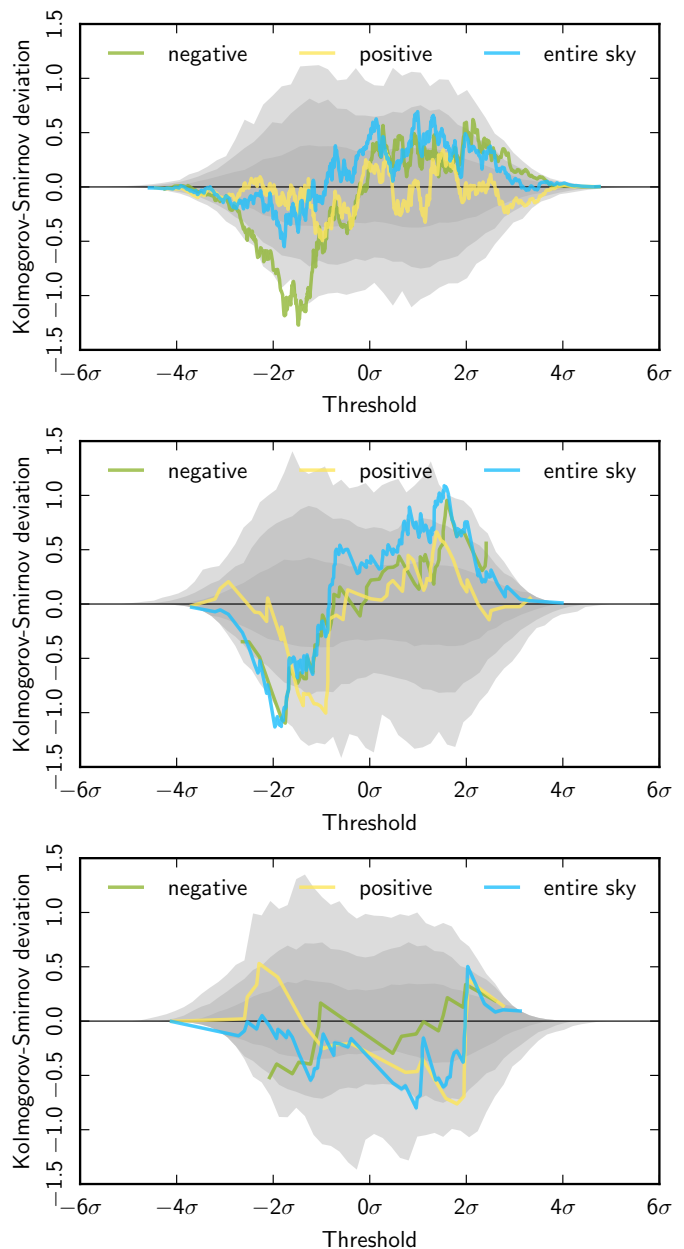 1.5
negative positive entire sky
1.0
0.5
0.0
−0.5
−1.0
−1.5
Kolmogorov-Smirnov deviation
−6σ −4σ −2σ 0σ 2σ 4σ 6σ
Threshold
1.5
negative positive entire sky
1.0
0.5
0.0
−0.5
−1.0
−1.5
Kolmogorov-Smirnov deviation
−6σ −4σ −2σ 0σ 2σ 4σ 6σ
Threshold
1.5
negative positive entire sky
1.0
0.5
0.0
−0.5
−1.0
−1.5
Kolmogorov-Smirnov deviation
−6σ −4σ −2σ 0σ 2σ 4σ 6σ
Threshold